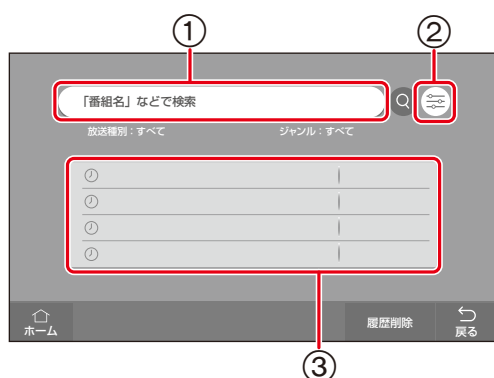 ① ②
「番組名」などで検索
放送種別：すべて ジャンル：すべて
ホーム 履歴削除 戻る
③